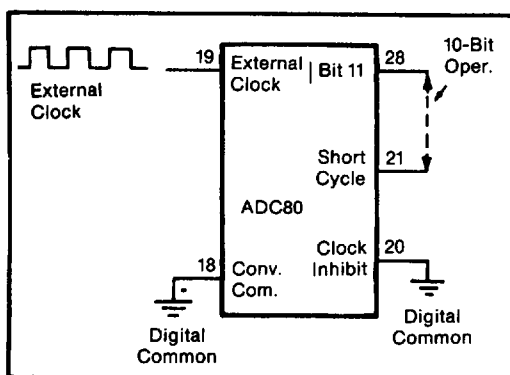 19
External
Clock
Bit 11
28
10-Bit
Oper.
External
Clock
Short
Cycle
21
ADC80
18
Conv.
Com.
Clock
Inhibit
20
Digital
Common
Digital
Common